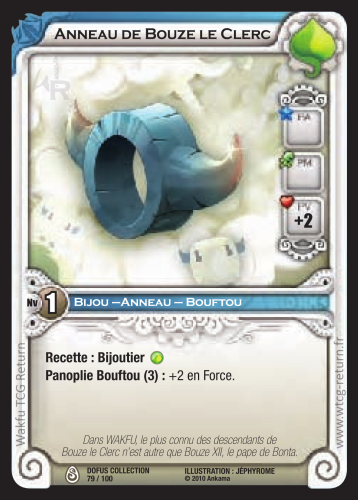 ANNEAU DE BOUZE LE CLERC
R
PA
PM
PV
+2
Nv 1
BIJOU – ANNEAU – BOUFTOU
Recette : Bijoutier
Panoplie Bouftou (3) : +2 en Force.
Dans WAKFU, le plus connu des descendants de
Bouze le Clerc n'est autre que Bouze XII, le pape de Bonta.
DOFUS COLLECTION
79 / 100
ILLUSTRATION : JÉPHYROME
© 2010 Ankama
Wakfu TCG Return
www.wtcg-return.fr